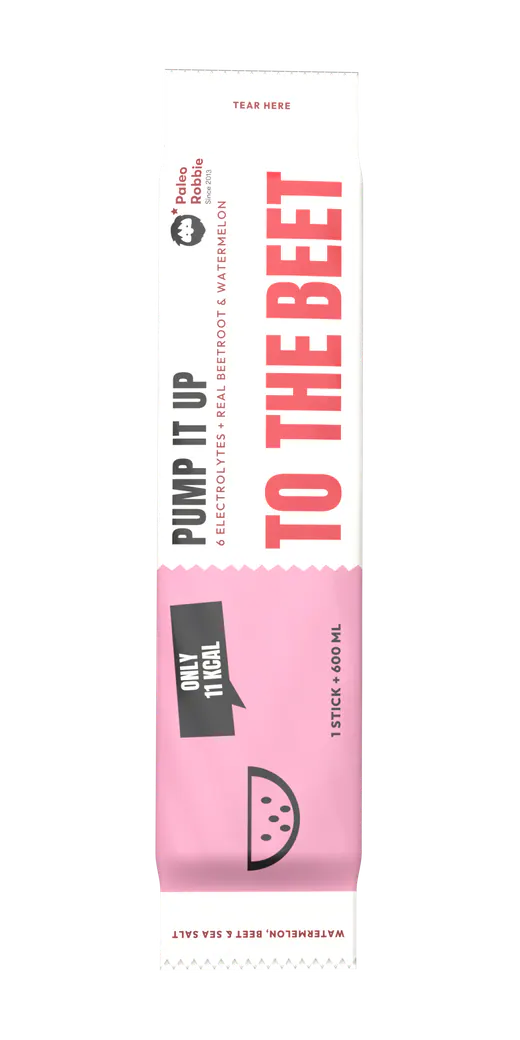 TEAR HERE
Paleo
Robbie
Since 2013
PUMP IT UP
6 ELECTROLYTES + REAL BEETROOT & WATERMELON
TO THE BEET
ONLY
11 KCAL
1 STICK + 600 ML
WATERMELON, BEET & SEA SALT